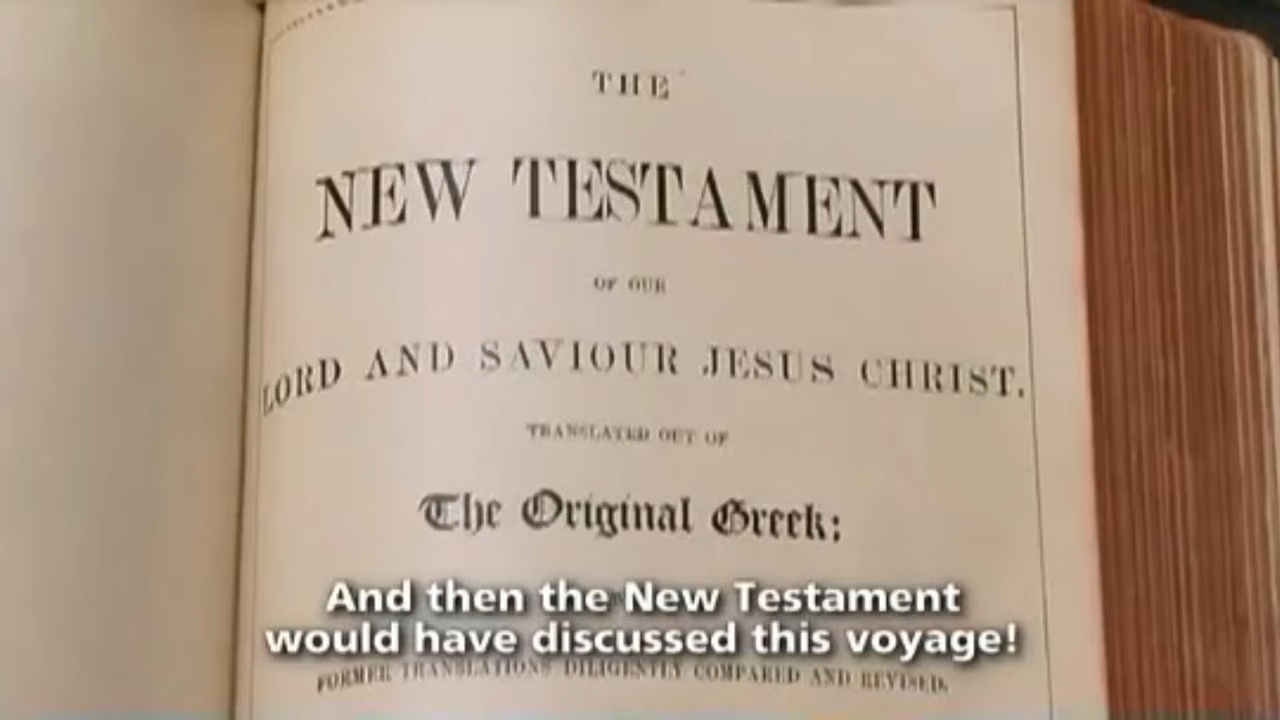 THE
NEW TESTAMENT
OF OUR
LORD AND SAVIOUR JESUS CHRIST.
TRANSLATED OUT OF
The Original Greek;
And then the New Testament
would have discussed this voyage!
FORMER TRANSLATIONS DILIGENTLY COMPARED AND REVISED,